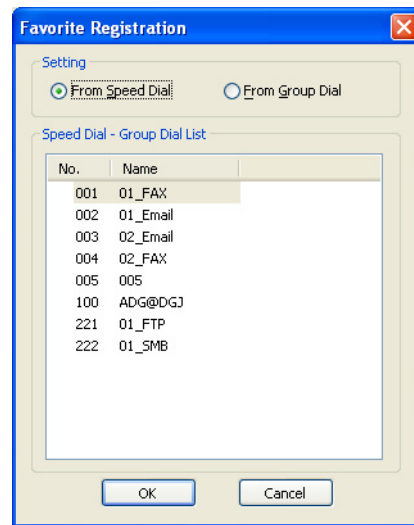 Favorite Registration
Setting
From Speed Dial From Group Dial
Speed Dial - Group Dial List
No. Name
001 01_FAX
002 01_Email
003 02_Email
004 02_FAX
005 005
100 ADG@DGJ
221 01_FTP
222 01_SMB
OK Cancel